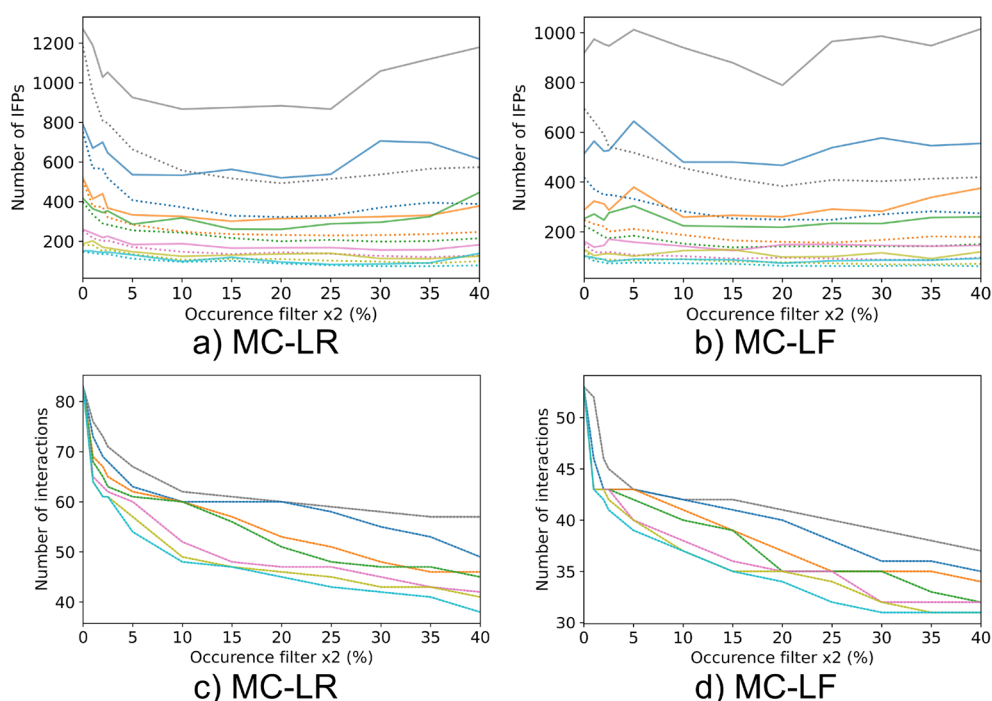 1200
1000
800
600
400
200
0 5 10 15 20 25 30 35 40
Number of IFPs
Occurence filter x2 (%)
a) MC-LR
1000
800
600
400
200
0 5 10 15 20 25 30 35 40
Number of IFPs
Occurence filter x2 (%)
b) MC-LF
80
70
60
50
40
0 5 10 15 20 25 30 35 40
Number of interactions
Occurence filter x2 (%)
c) MC-LR
50
45
40
35
30
0 5 10 15 20 25 30 35 40
Number of interactions
Occurence filter x2 (%)
d) MC-LF